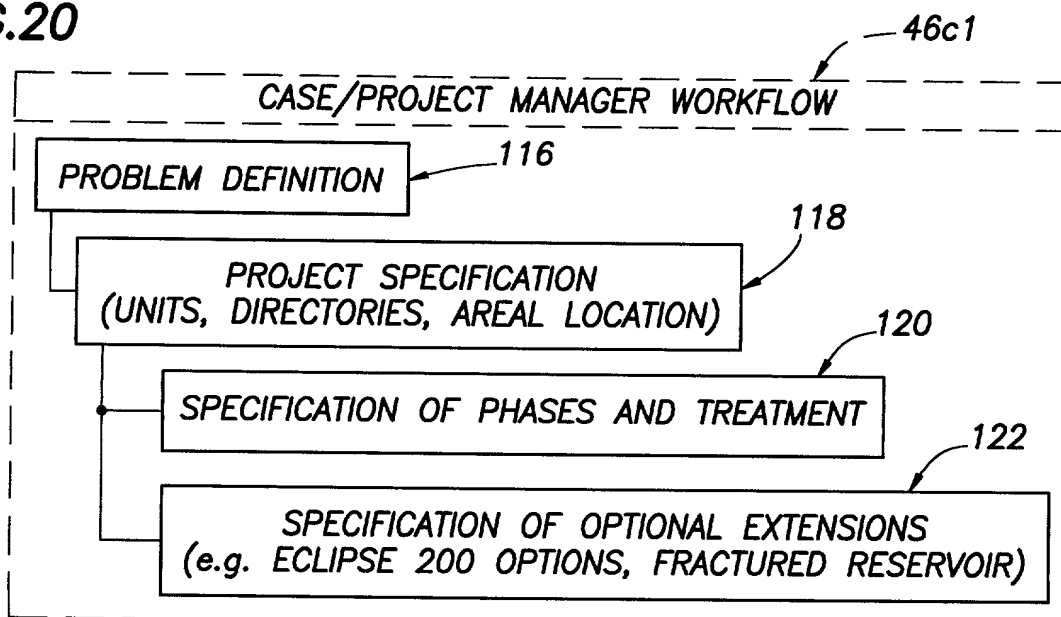 .20
46c1
CASE/PROJECT MANAGER WORKFLOW
PROBLEM DEFINITION
116
118
PROJECT SPECIFICATION
(UNITS, DIRECTORIES, AREAL LOCATION)
120
SPECIFICATION OF PHASES AND TREATMENT
122
SPECIFICATION OF OPTIONAL EXTENSIONS
(e.g. ECLIPSE 200 OPTIONS, FRACTURED RESERVOIR)